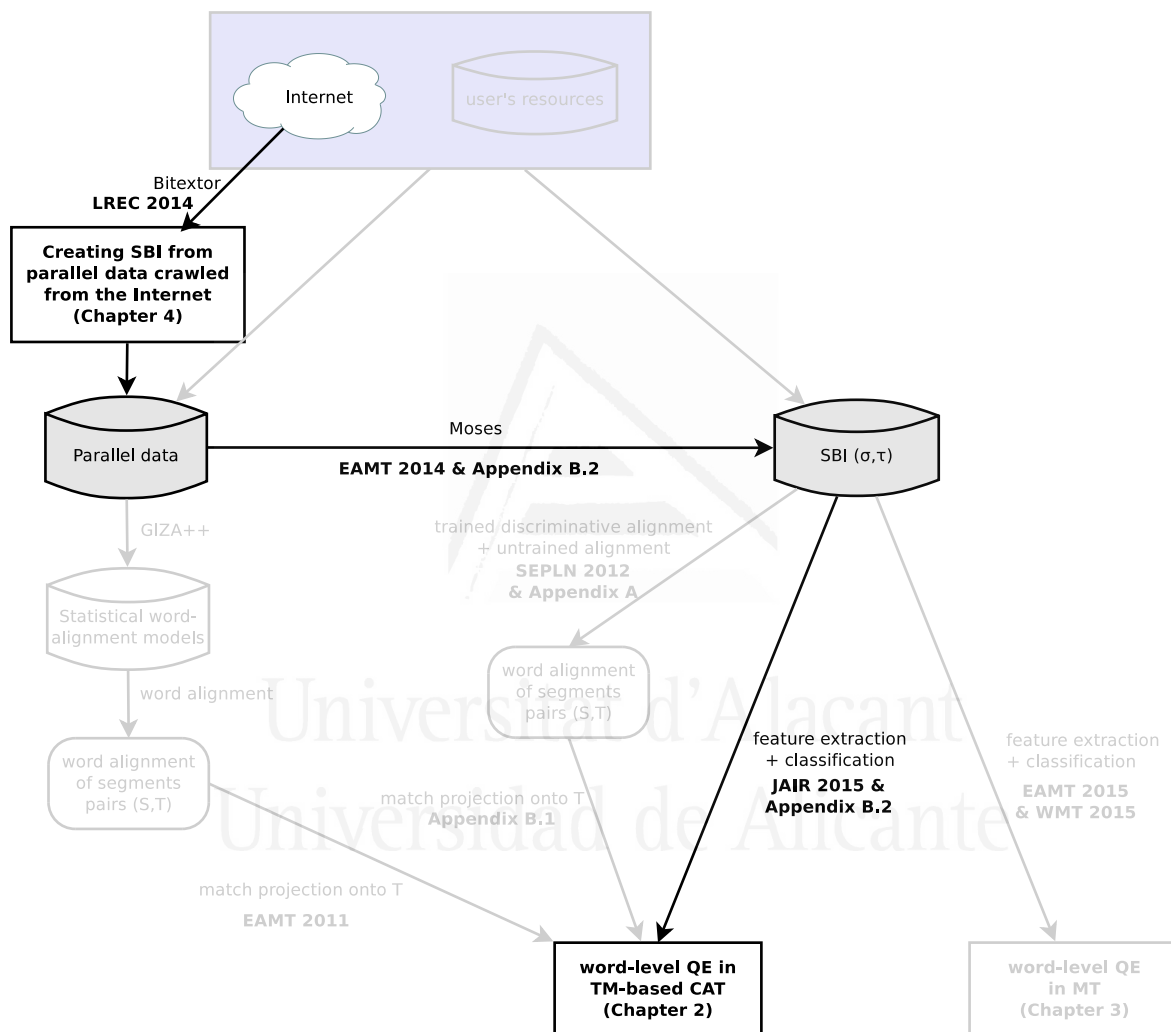 Internet
user's resources
Bitextor
LREC 2014
Creating SBI from
parallel data crawled
from the Internet
(Chapter 4)
Parallel data
Moses
EAMT 2014 & Appendix B.2
SBI (σ,τ)
GIZA++
trained discriminative alignment
+ untrained alignment
SEPLN 2012
& Appendix A
Statistical word-
alignment models
word alignment
word alignment
of segments
pairs (S,T)
word alignment
of segments
pairs (S,T)
Universitat d'Alacant
Universidad de Alicante
feature extraction
+ classification
JAIR 2015 &
Appendix B.2
feature extraction
+ classification
EAMT 2015
& WMT 2015
match projection onto T
Appendix B.1
match projection onto T
EAMT 2011
word-level QE in
TM-based CAT
(Chapter 2)
word-level QE
in MT
(Chapter 3)